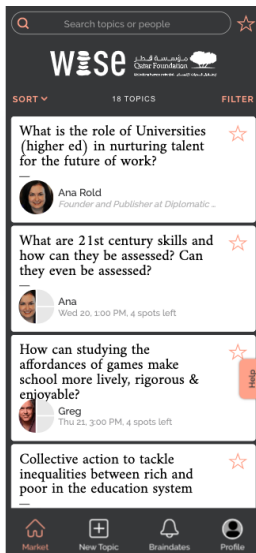 Search topics or people
WISE مؤسسة قطر
Qatar Foundation
SORT
18 TOPICS
FILTER
What is the role of Universities
(higher ed) in nurturing talent
for the future of work?
Ana Rold
Founder and Publisher at Diplomatic ...
What are 21st century skills and
how can they be assessed? Can
they even be assessed?
Ana
Wed 20, 1:00 PM, 4 spots left
How can studying the
affordances of games make
school more lively, rigorous &
enjoyable?
Help
Greg
Thu 21, 3:00 PM, 4 spots left
Collective action to tackle
inequalities between rich and
poor in the education system
Market
New Topic
Braindates
Profile